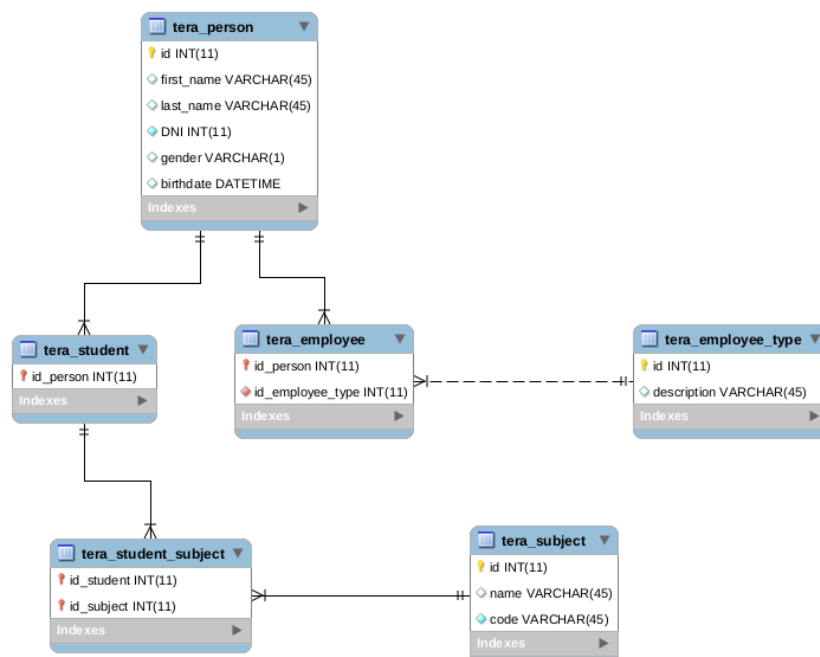 tera_person
id INT(11)
first_name VARCHAR(45)
last_name VARCHAR(45)
DNI INT(11)
gender VARCHAR(1)
birthdate DATETIME
Indexes
tera_student
id_person INT(11)
Indexes
tera_employee
id_person INT(11)
id_employee_type INT(11)
Indexes
tera_employee_type
id INT(11)
description VARCHAR(45)
Indexes
tera_student_subject
id_student INT(11)
id_subject INT(11)
Indexes
tera_subject
id INT(11)
name VARCHAR(45)
code VARCHAR(45)
Indexes